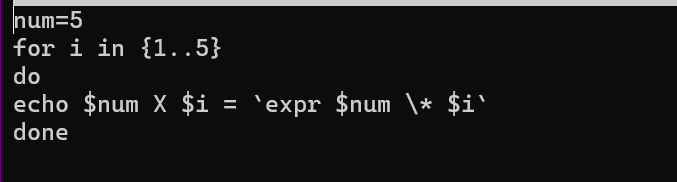 num=5
for i in {1..5}
do
echo $num X $i = `expr $num \* $i`
done